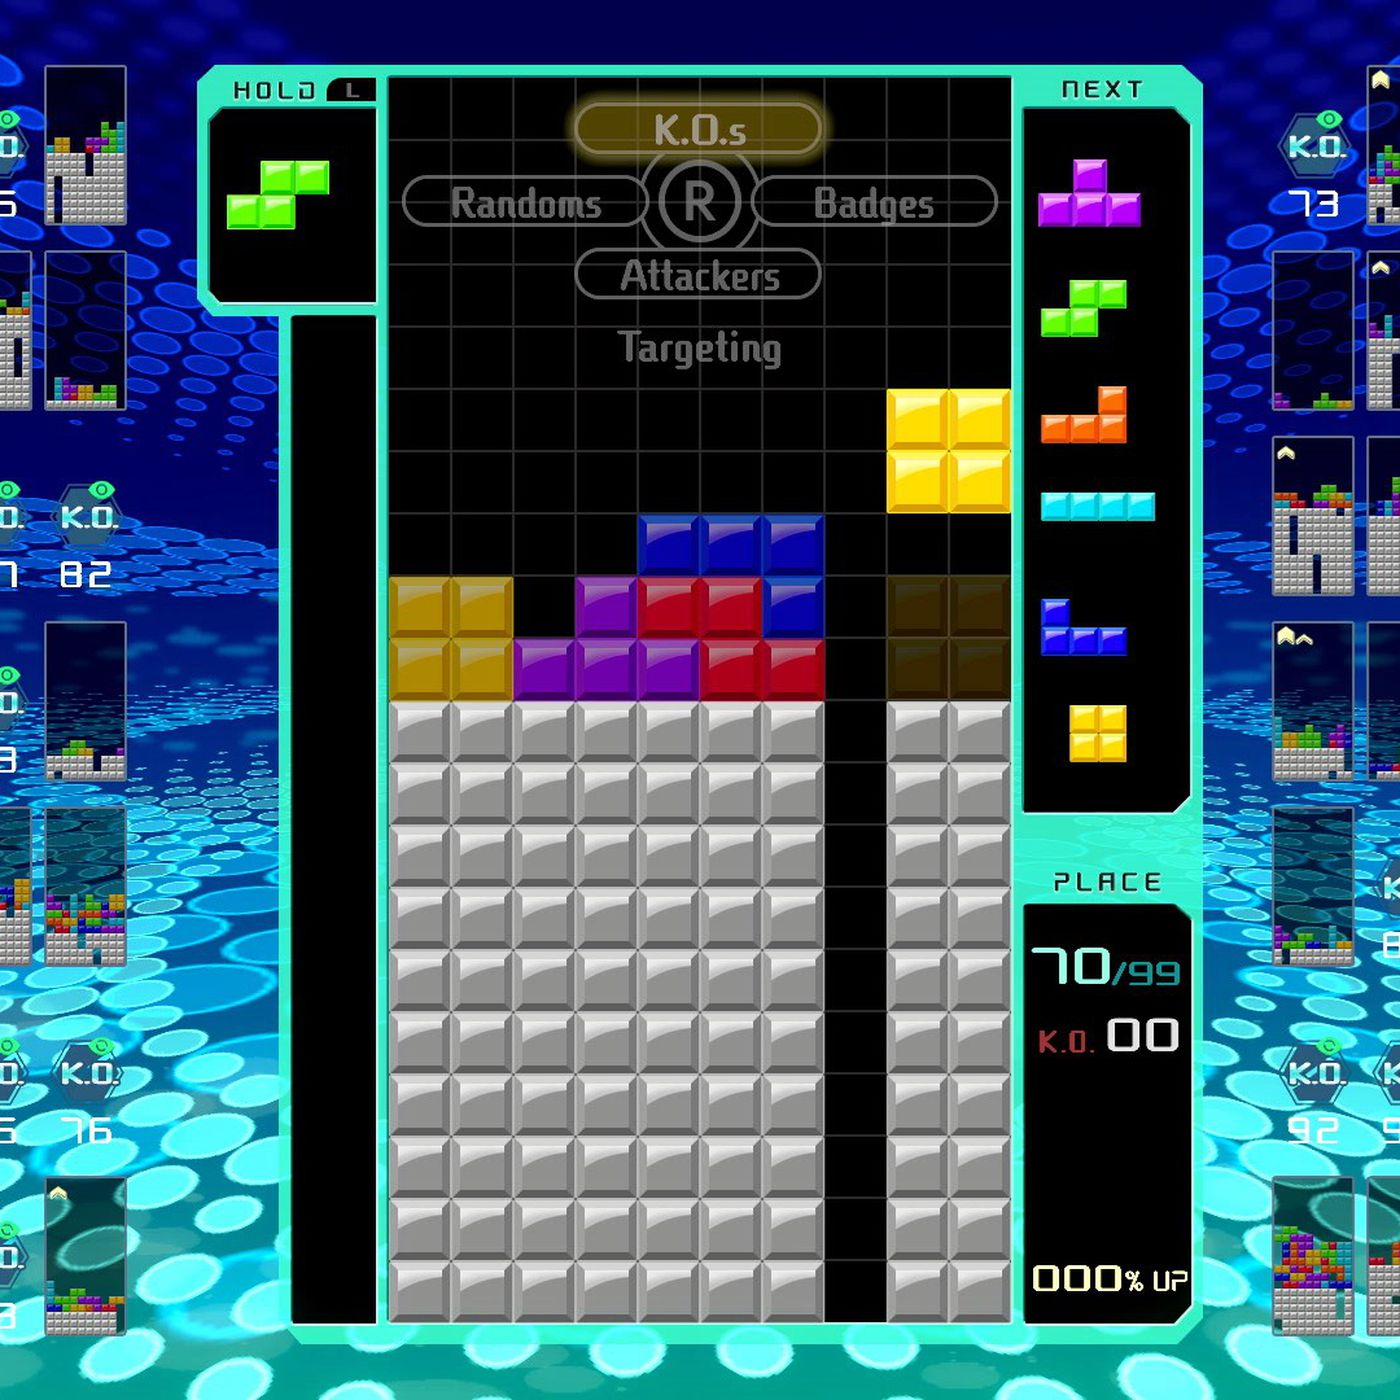 HOLD L
NEXT
K.O.s
Randoms R Badges
Attackers
Targeting
K.O.
73
K.O.
82
PLACE
70/99
K.O. 00
K.O.
76
K.O.
92
000% UP